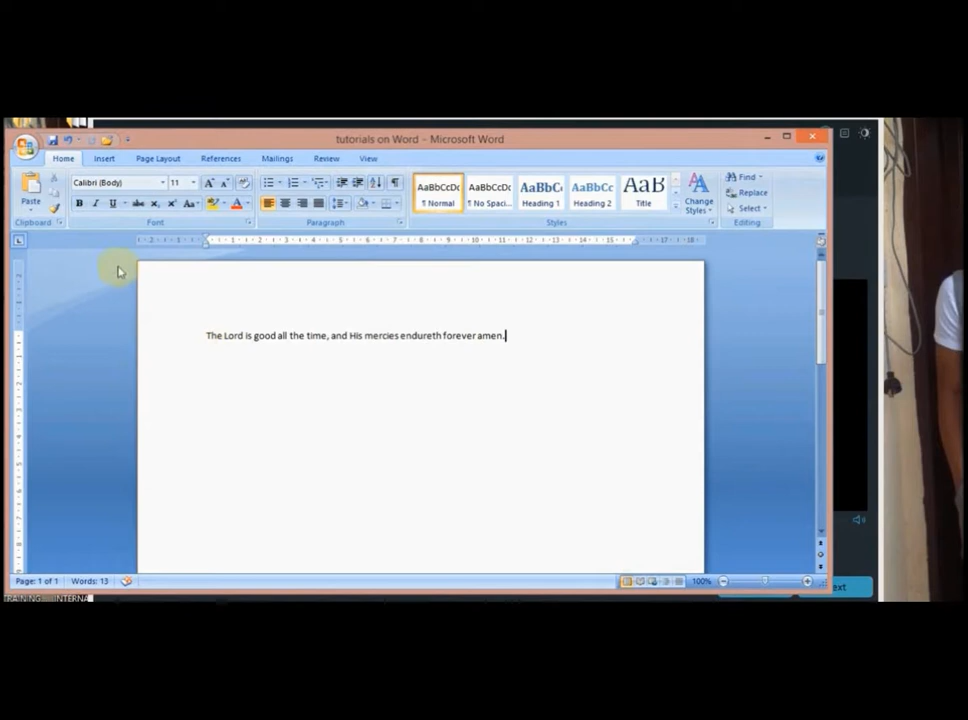 tutorials on Word – Microsoft Word
Home Insert Page Layout References Mailings Review View
Paste
Calibri (Body) 11
AaBbCcDc AaBbCcDc AaBbC AaBbCc AaB
¶ Normal ¶ No Spaci... Heading 1 Heading 2 Title
Change Styles
Find
Replace
Select
Clipboard Font Paragraph Styles Editing
The Lord is good all the time, and His mercies endureth forever amen.
Page: 1 of 1 Words: 13 100%
TRAINING INTERNA
ext